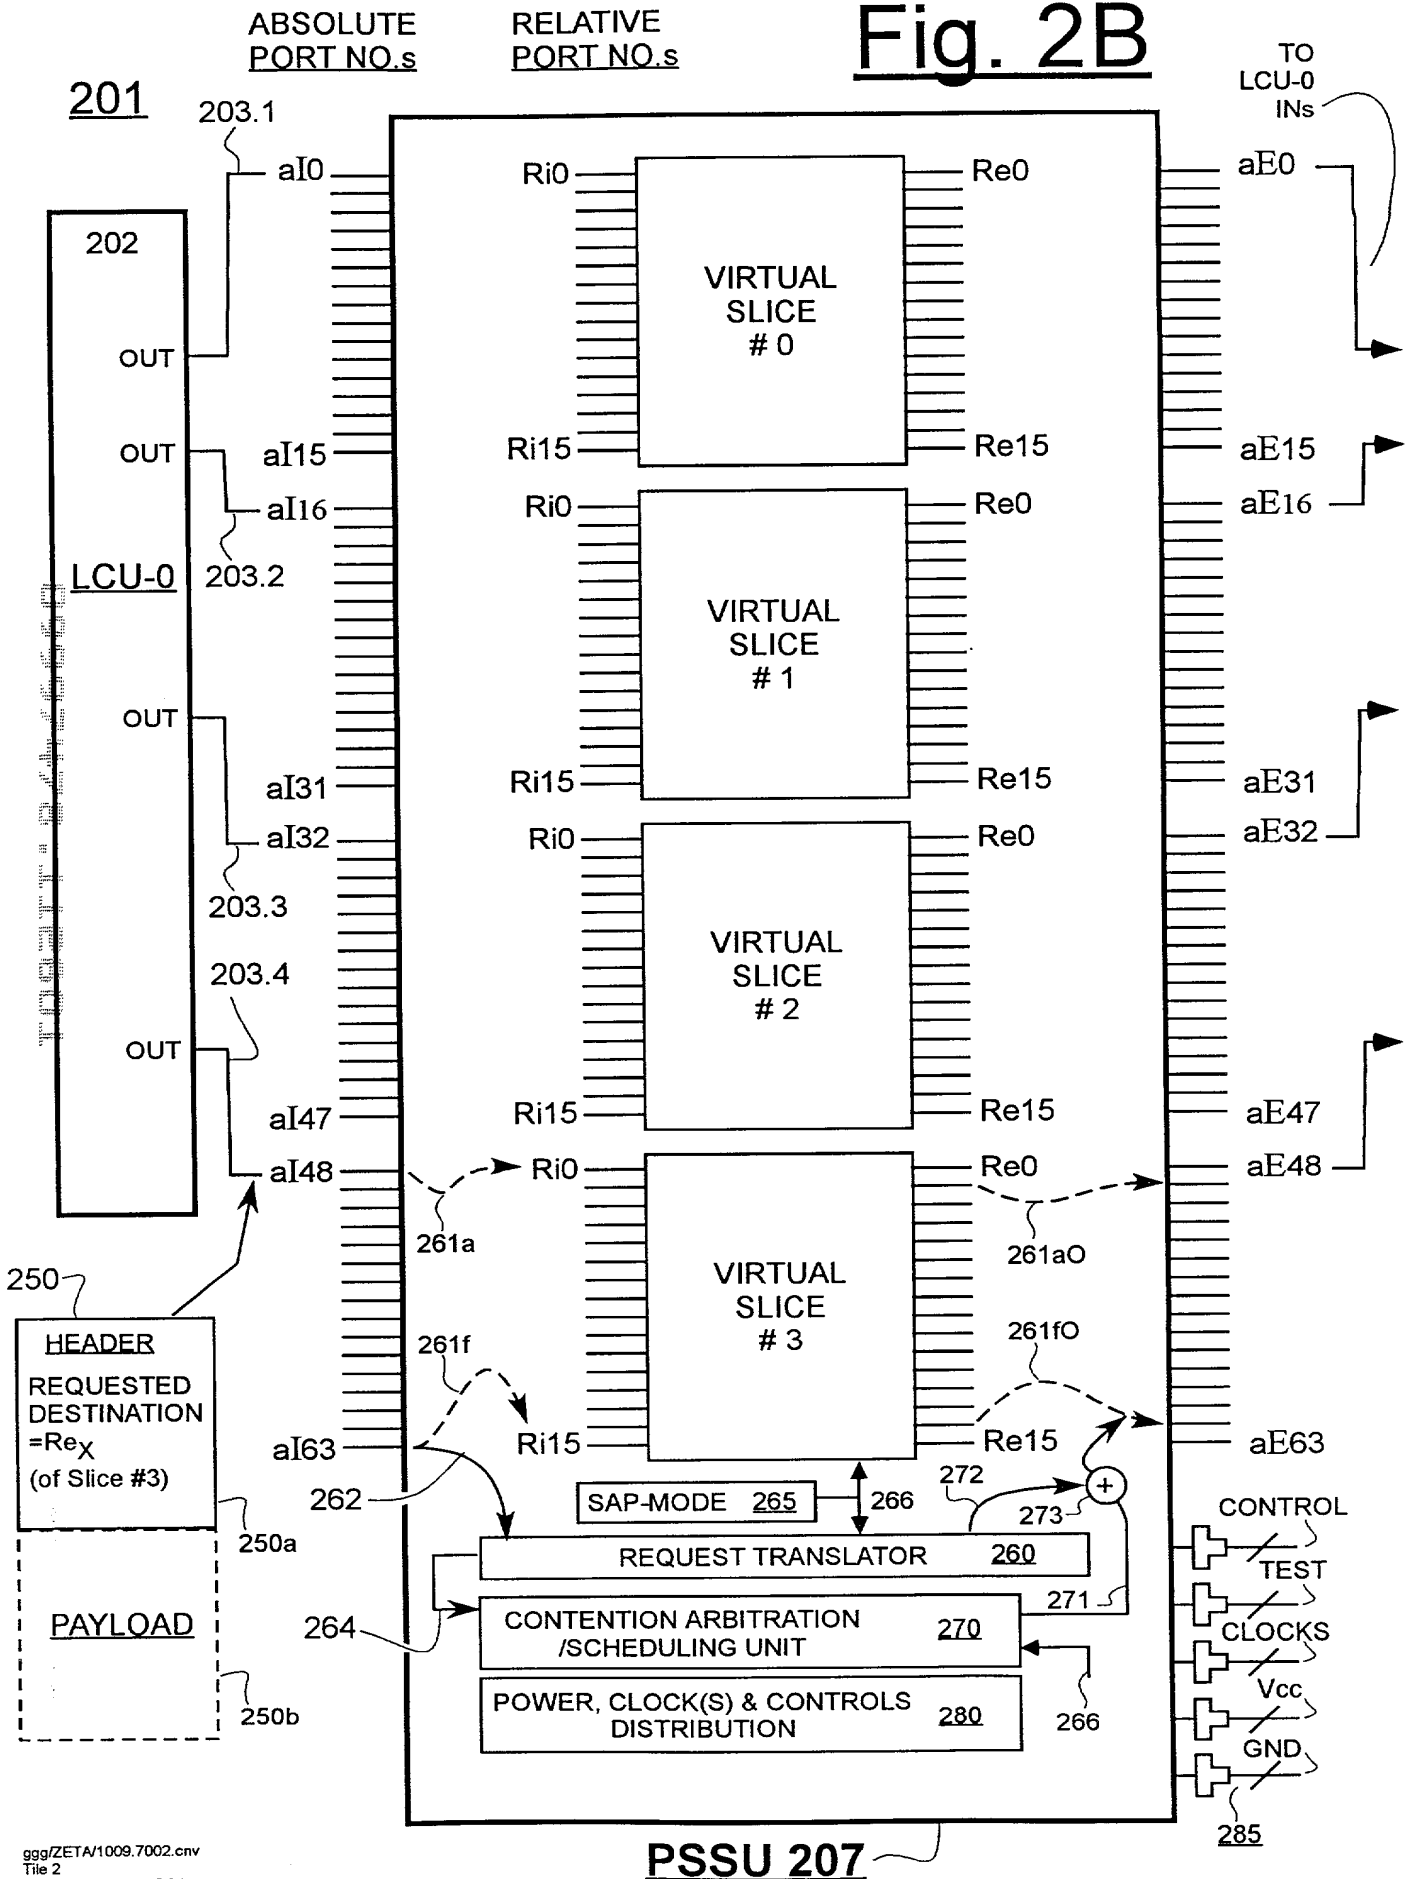 ABSOLUTE
PORT NO.s
RELATIVE
PORT NO.s
Fig. 2B
TO
LCU-0
INs
201
203.1
202
OUT
OUT
LCU-0
OUT
OUT
203.2
203.3
203.4
aI0
aI15
aI16
aI31
aI32
aI47
aI48
aI63
Ri0
Ri15
VIRTUAL
SLICE
# 0
Re0
Re15
Ri0
Ri15
VIRTUAL
SLICE
# 1
Re0
Re15
Ri0
Ri15
VIRTUAL
SLICE
# 2
Re0
Re15
Ri0
Ri15
VIRTUAL
SLICE
# 3
Re0
Re15
aE0
aE15
aE16
aE31
aE32
aE47
aE48
aE63
261a
261aO
261f
261fO
250
HEADER
REQUESTED
DESTINATION
=ReX
(of Slice #3)
250a
PAYLOAD
250b
262
264
SAP-MODE 265
266
272
273
REQUEST TRANSLATOR 260
271
CONTENTION ARBITRATION
/SCHEDULING UNIT 270
266
POWER, CLOCK(S) & CONTROLS
DISTRIBUTION 280
CONTROL
TEST
CLOCKS
Vcc
GND
285
PSSU 207
ggg/ZETA/1009.7002.cnv
Tile 2